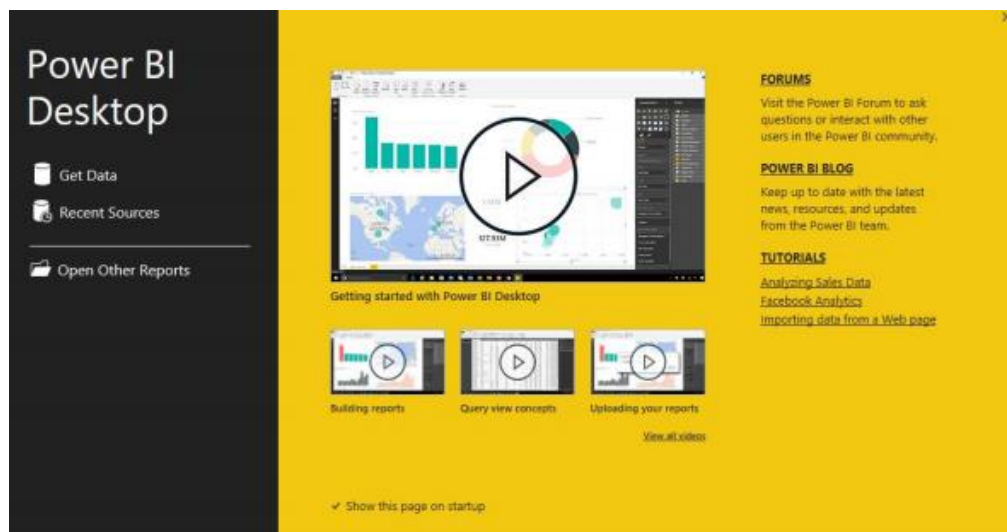 Power BI
Desktop
Get Data
Recent Sources
Open Other Reports
Getting started with Power BI Desktop
Building reports
Query view concepts
Uploading your reports
View all videos
✓ Show this page on startup
FORUMS
Visit the Power BI Forum to ask
questions or interact with other
users in the Power BI community.
POWER BI BLOG
Keep up to date with the latest
news, resources, and updates
from the Power BI team.
TUTORIALS
Analyzing Sales Data
Facebook Analytics
Importing data from a Web page